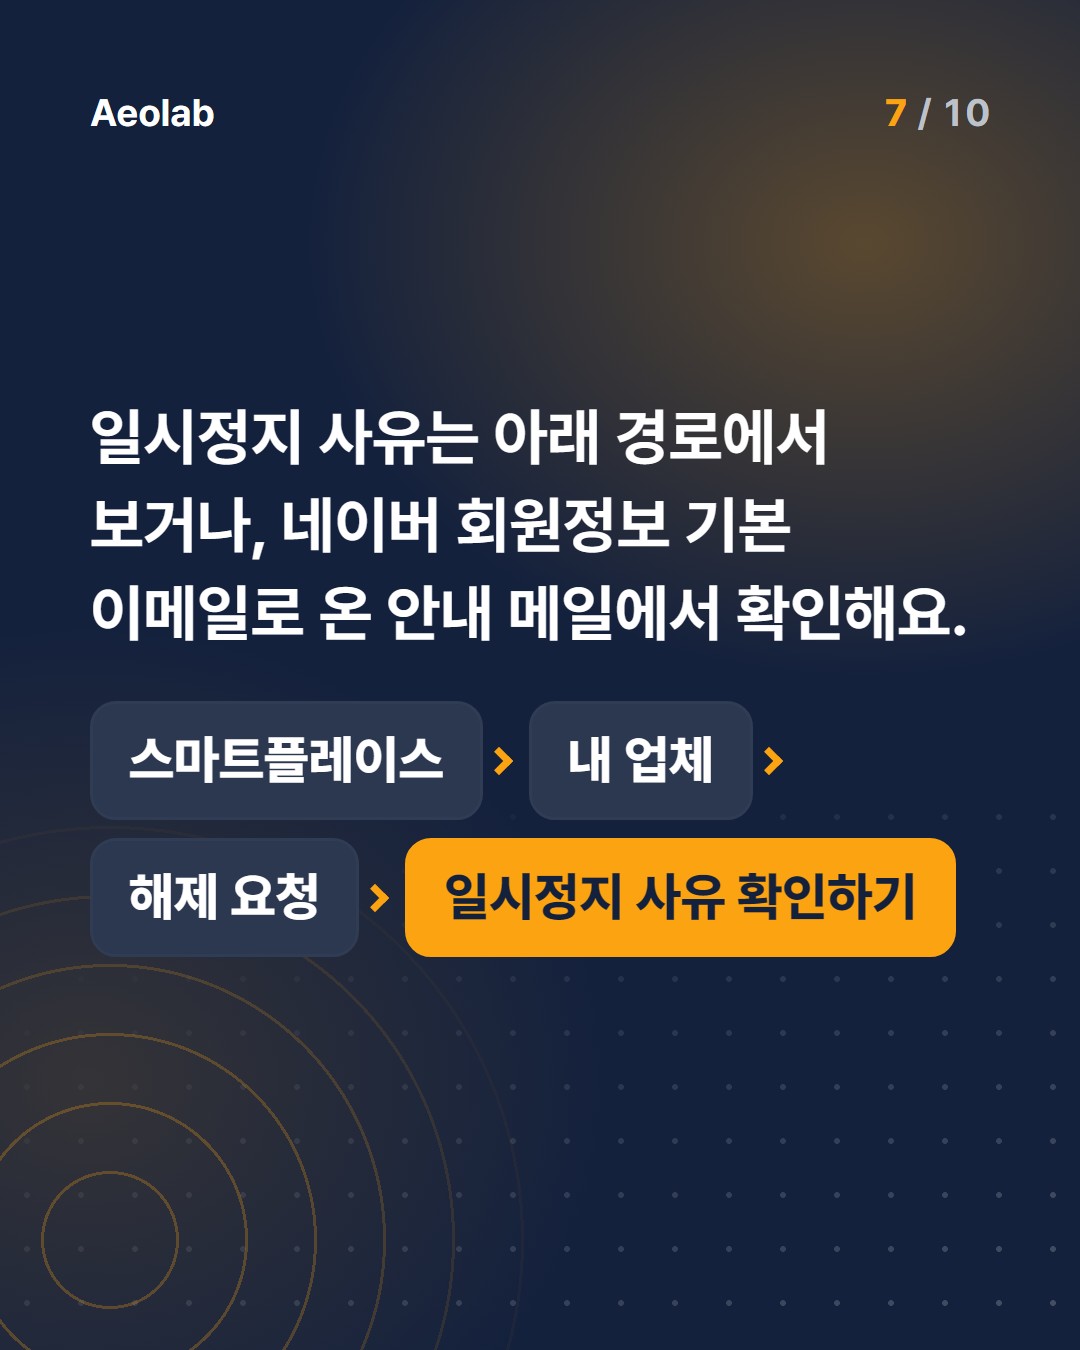 Aeolab
7 / 10
일시정지 사유는 아래 경로에서
보거나, 네이버 회원정보 기본
이메일로 온 안내 메일에서 확인해요.
스마트플레이스 > 내 업체 >
해제 요청 > 일시정지 사유 확인하기